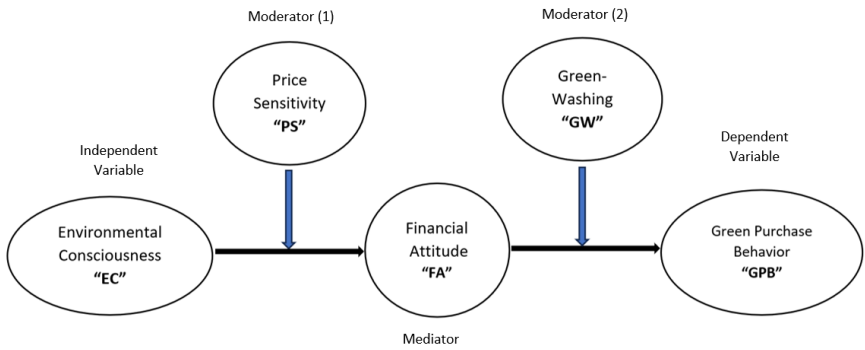 Moderator (1)
Moderator (2)
Price
Sensitivity
“PS”
Green-
Washing
“GW”
Independent
Variable
Dependent
Variable
Environmental
Consciousness
“EC”
Financial
Attitude
“FA”
Green Purchase
Behavior
“GPB”
Mediator